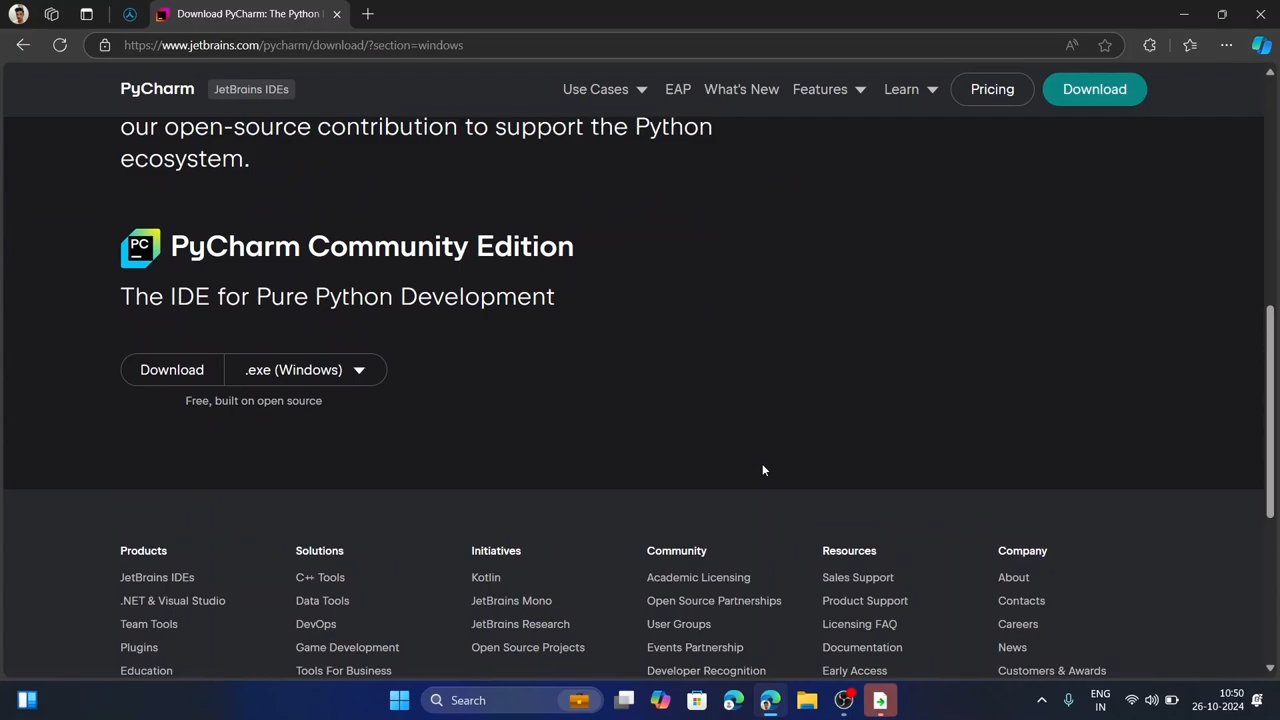 Download PyCharm: The Python I
https://www.jetbrains.com/pycharm/download/?section=windows
PyCharm JetBrains IDEs Use Cases EAP What's New Features Learn Pricing Download
our open-source contribution to support the Python
ecosystem.
PC PyCharm Community Edition
The IDE for Pure Python Development
Download .exe (Windows)
Free, built on open source
Products Solutions Initiatives Community Resources Company
JetBrains IDEs C++ Tools Kotlin Academic Licensing Sales Support About
.NET & Visual Studio Data Tools JetBrains Mono Open Source Partnerships Product Support Contacts
Team Tools DevOps JetBrains Research User Groups Licensing FAQ Careers
Plugins Game Development Open Source Projects Events Partnership Documentation News
Education Tools For Business Developer Recognition Early Access Customers & Awards
Search ENG 10:50
IN 26-10-2024